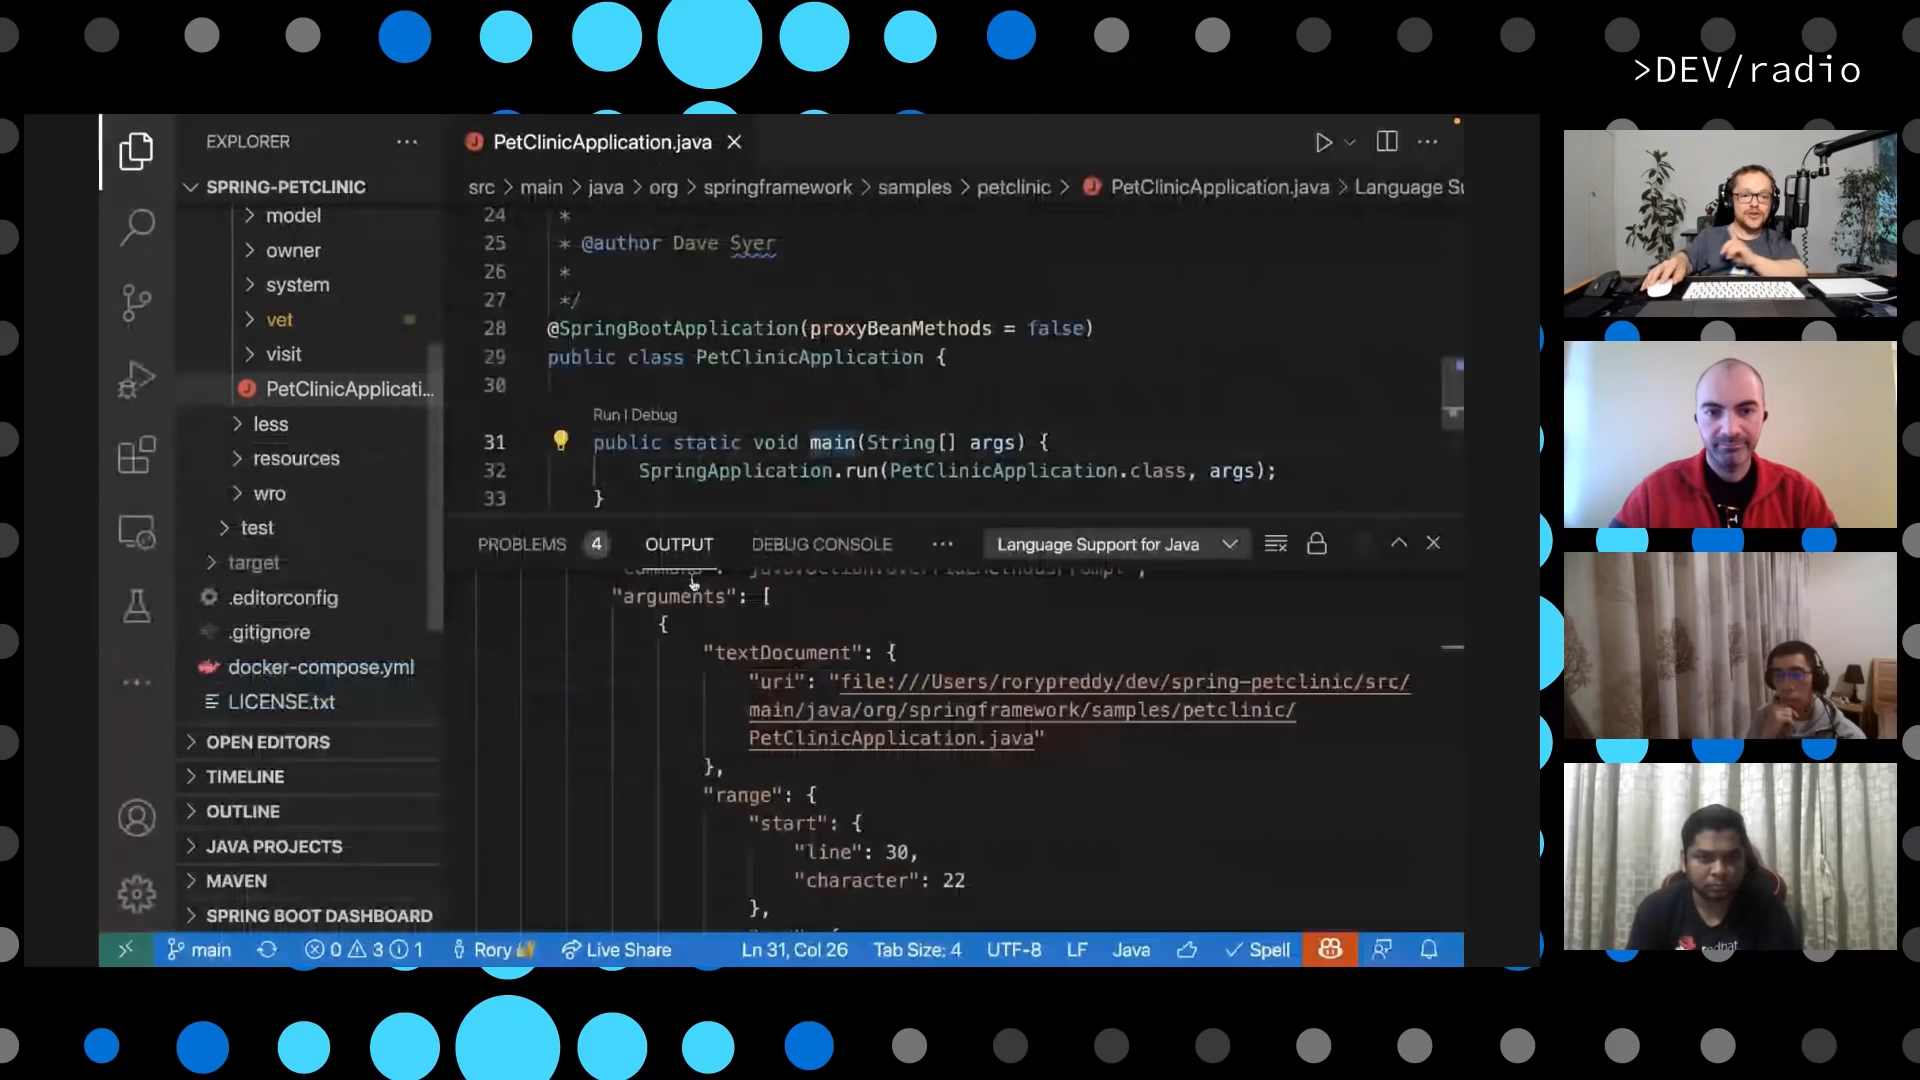 >DEV/radio
EXPLORER
SPRING-PETCLINIC
model
owner
system
vet
visit
PetClinicApplicati...
less
resources
wro
test
target
.editorconfig
.gitignore
docker-compose.yml
LICENSE.txt
OPEN EDITORS
TIMELINE
OUTLINE
JAVA PROJECTS
MAVEN
SPRING BOOT DASHBOARD
PetClinicApplication.java
src > main > java > org > springframework > samples > petclinic > PetClinicApplication.java > Language Su
24 *
25 * @author Dave Syer
26 *
27 */
28 @SpringBootApplication(proxyBeanMethods = false)
29 public class PetClinicApplication {
30
Run | Debug
31 public static void main(String[] args) {
32 SpringApplication.run(PetClinicApplication.class, args);
33 }
PROBLEMS 4 OUTPUT DEBUG CONSOLE ... Language Support for Java
"arguments": [
{
"textDocument": {
"uri": "file:///Users/rorypreddy/dev/spring-petclinic/src/
main/java/org/springframework/samples/petclinic/
PetClinicApplication.java"
},
"range": {
"start": {
"line": 30,
"character": 22
},
main 0 3 1 Rory Live Share Ln 31, Col 26 Tab Size: 4 UTF-8 LF Java Spell